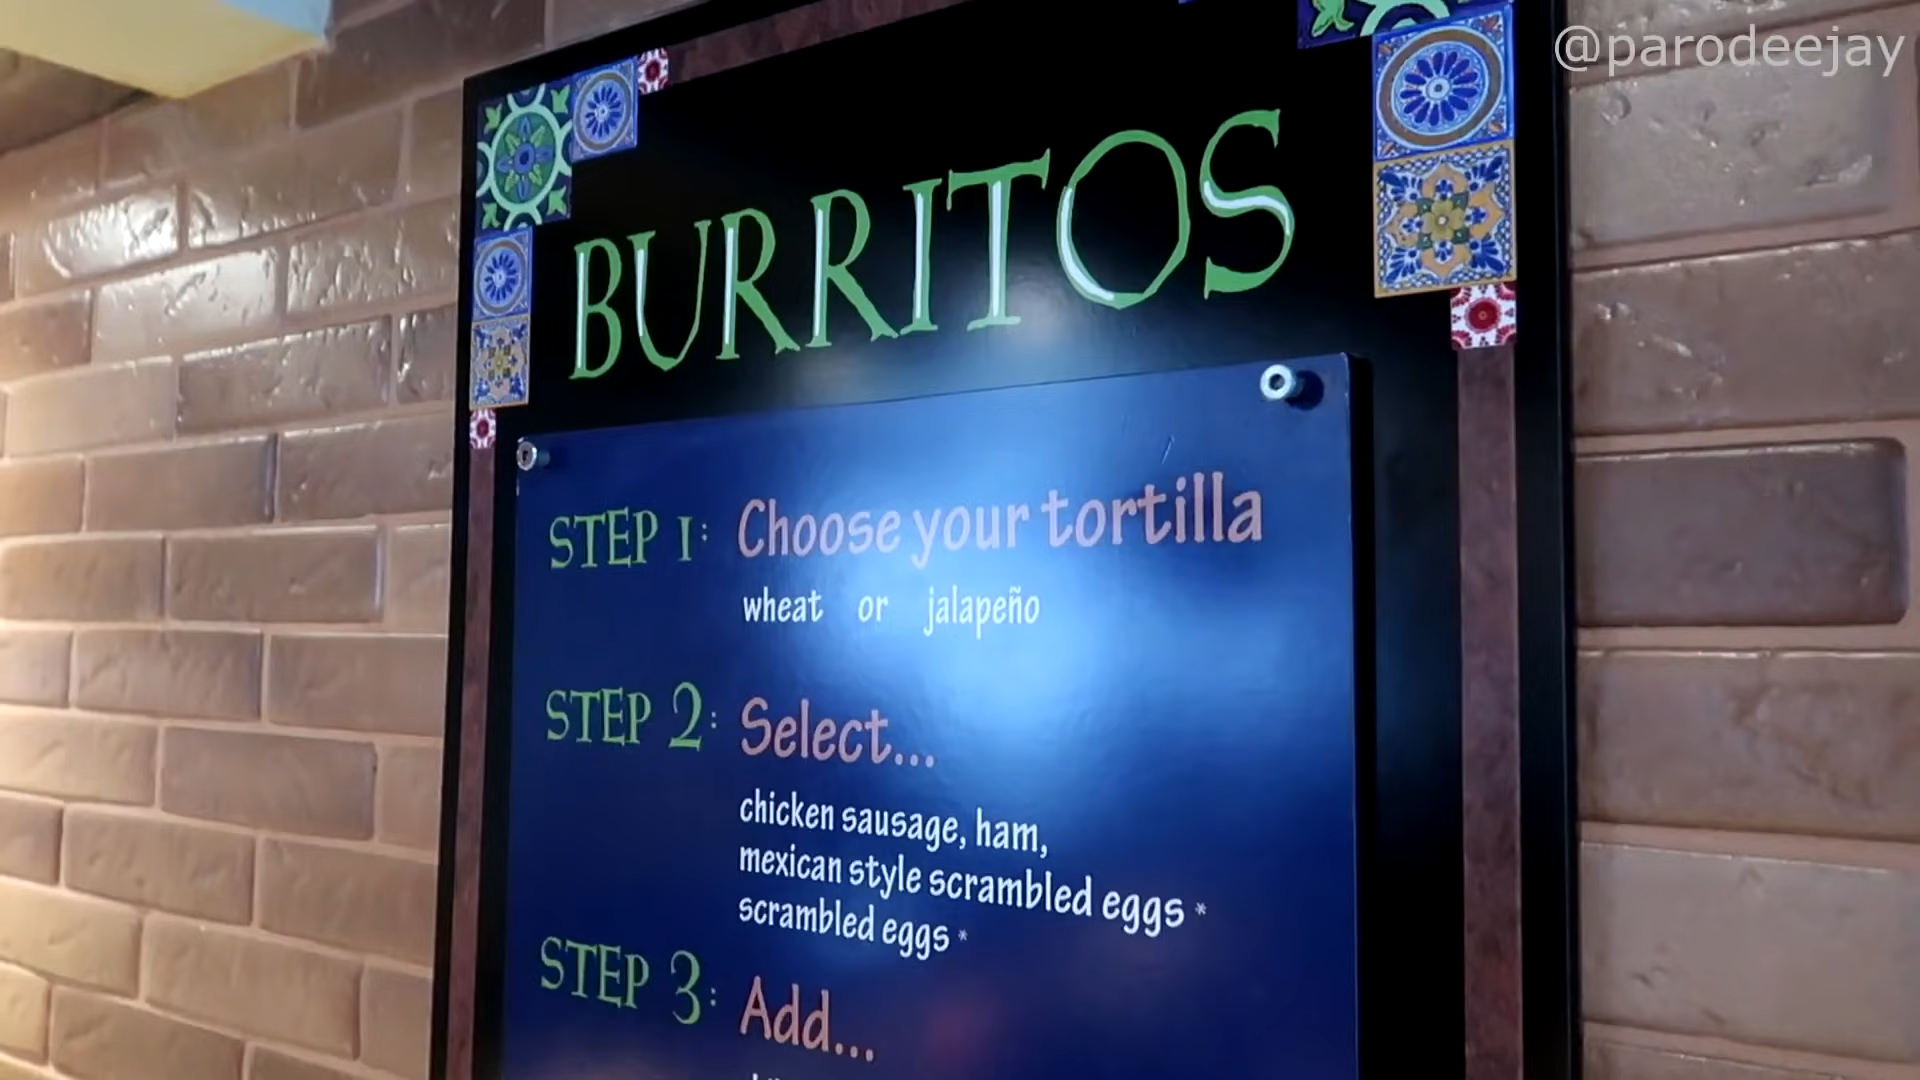 @parodeejay
BURRITOS
STEP 1: Choose your tortilla
wheat or jalapeño
STEP 2: Select...
chicken sausage, ham,
mexican style scrambled eggs *
scrambled eggs *
STEP 3: Add...